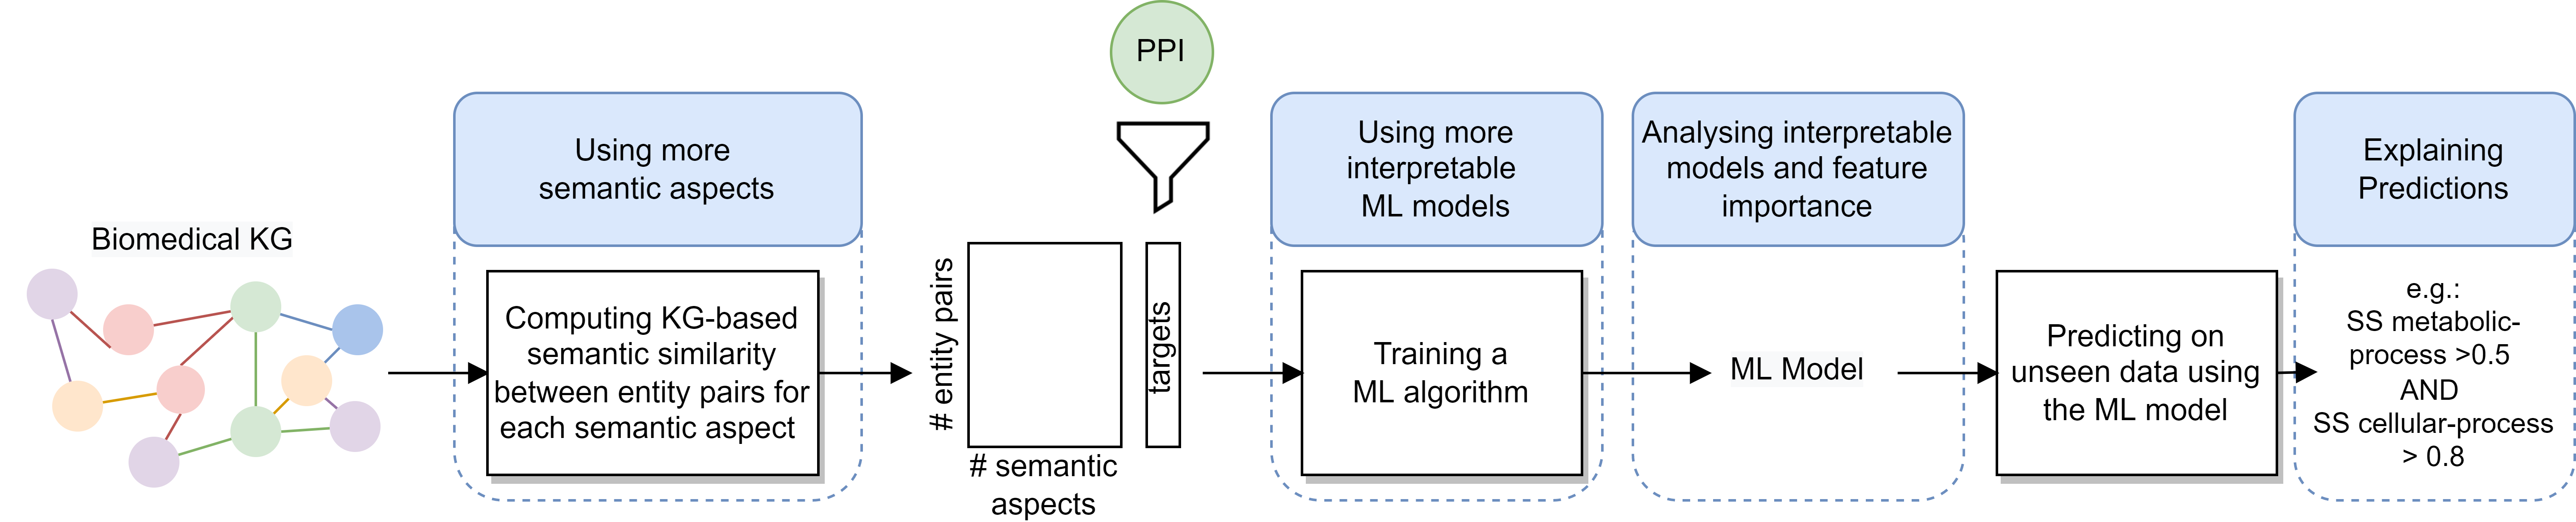 PPI
Using more
semantic aspects
Using more
interpretable
ML models
Analysing interpretable
models and feature
importance
Explaining
Predictions
Biomedical KG
Computing KG-based
semantic similarity
between entity pairs for
each semantic aspect
# entity pairs
# semantic
aspects
targets
Training a
ML algorithm
ML Model
Predicting on
unseen data using
the ML model
e.g.:
SS metabolic-
process >0.5
AND
SS cellular-process
> 0.8